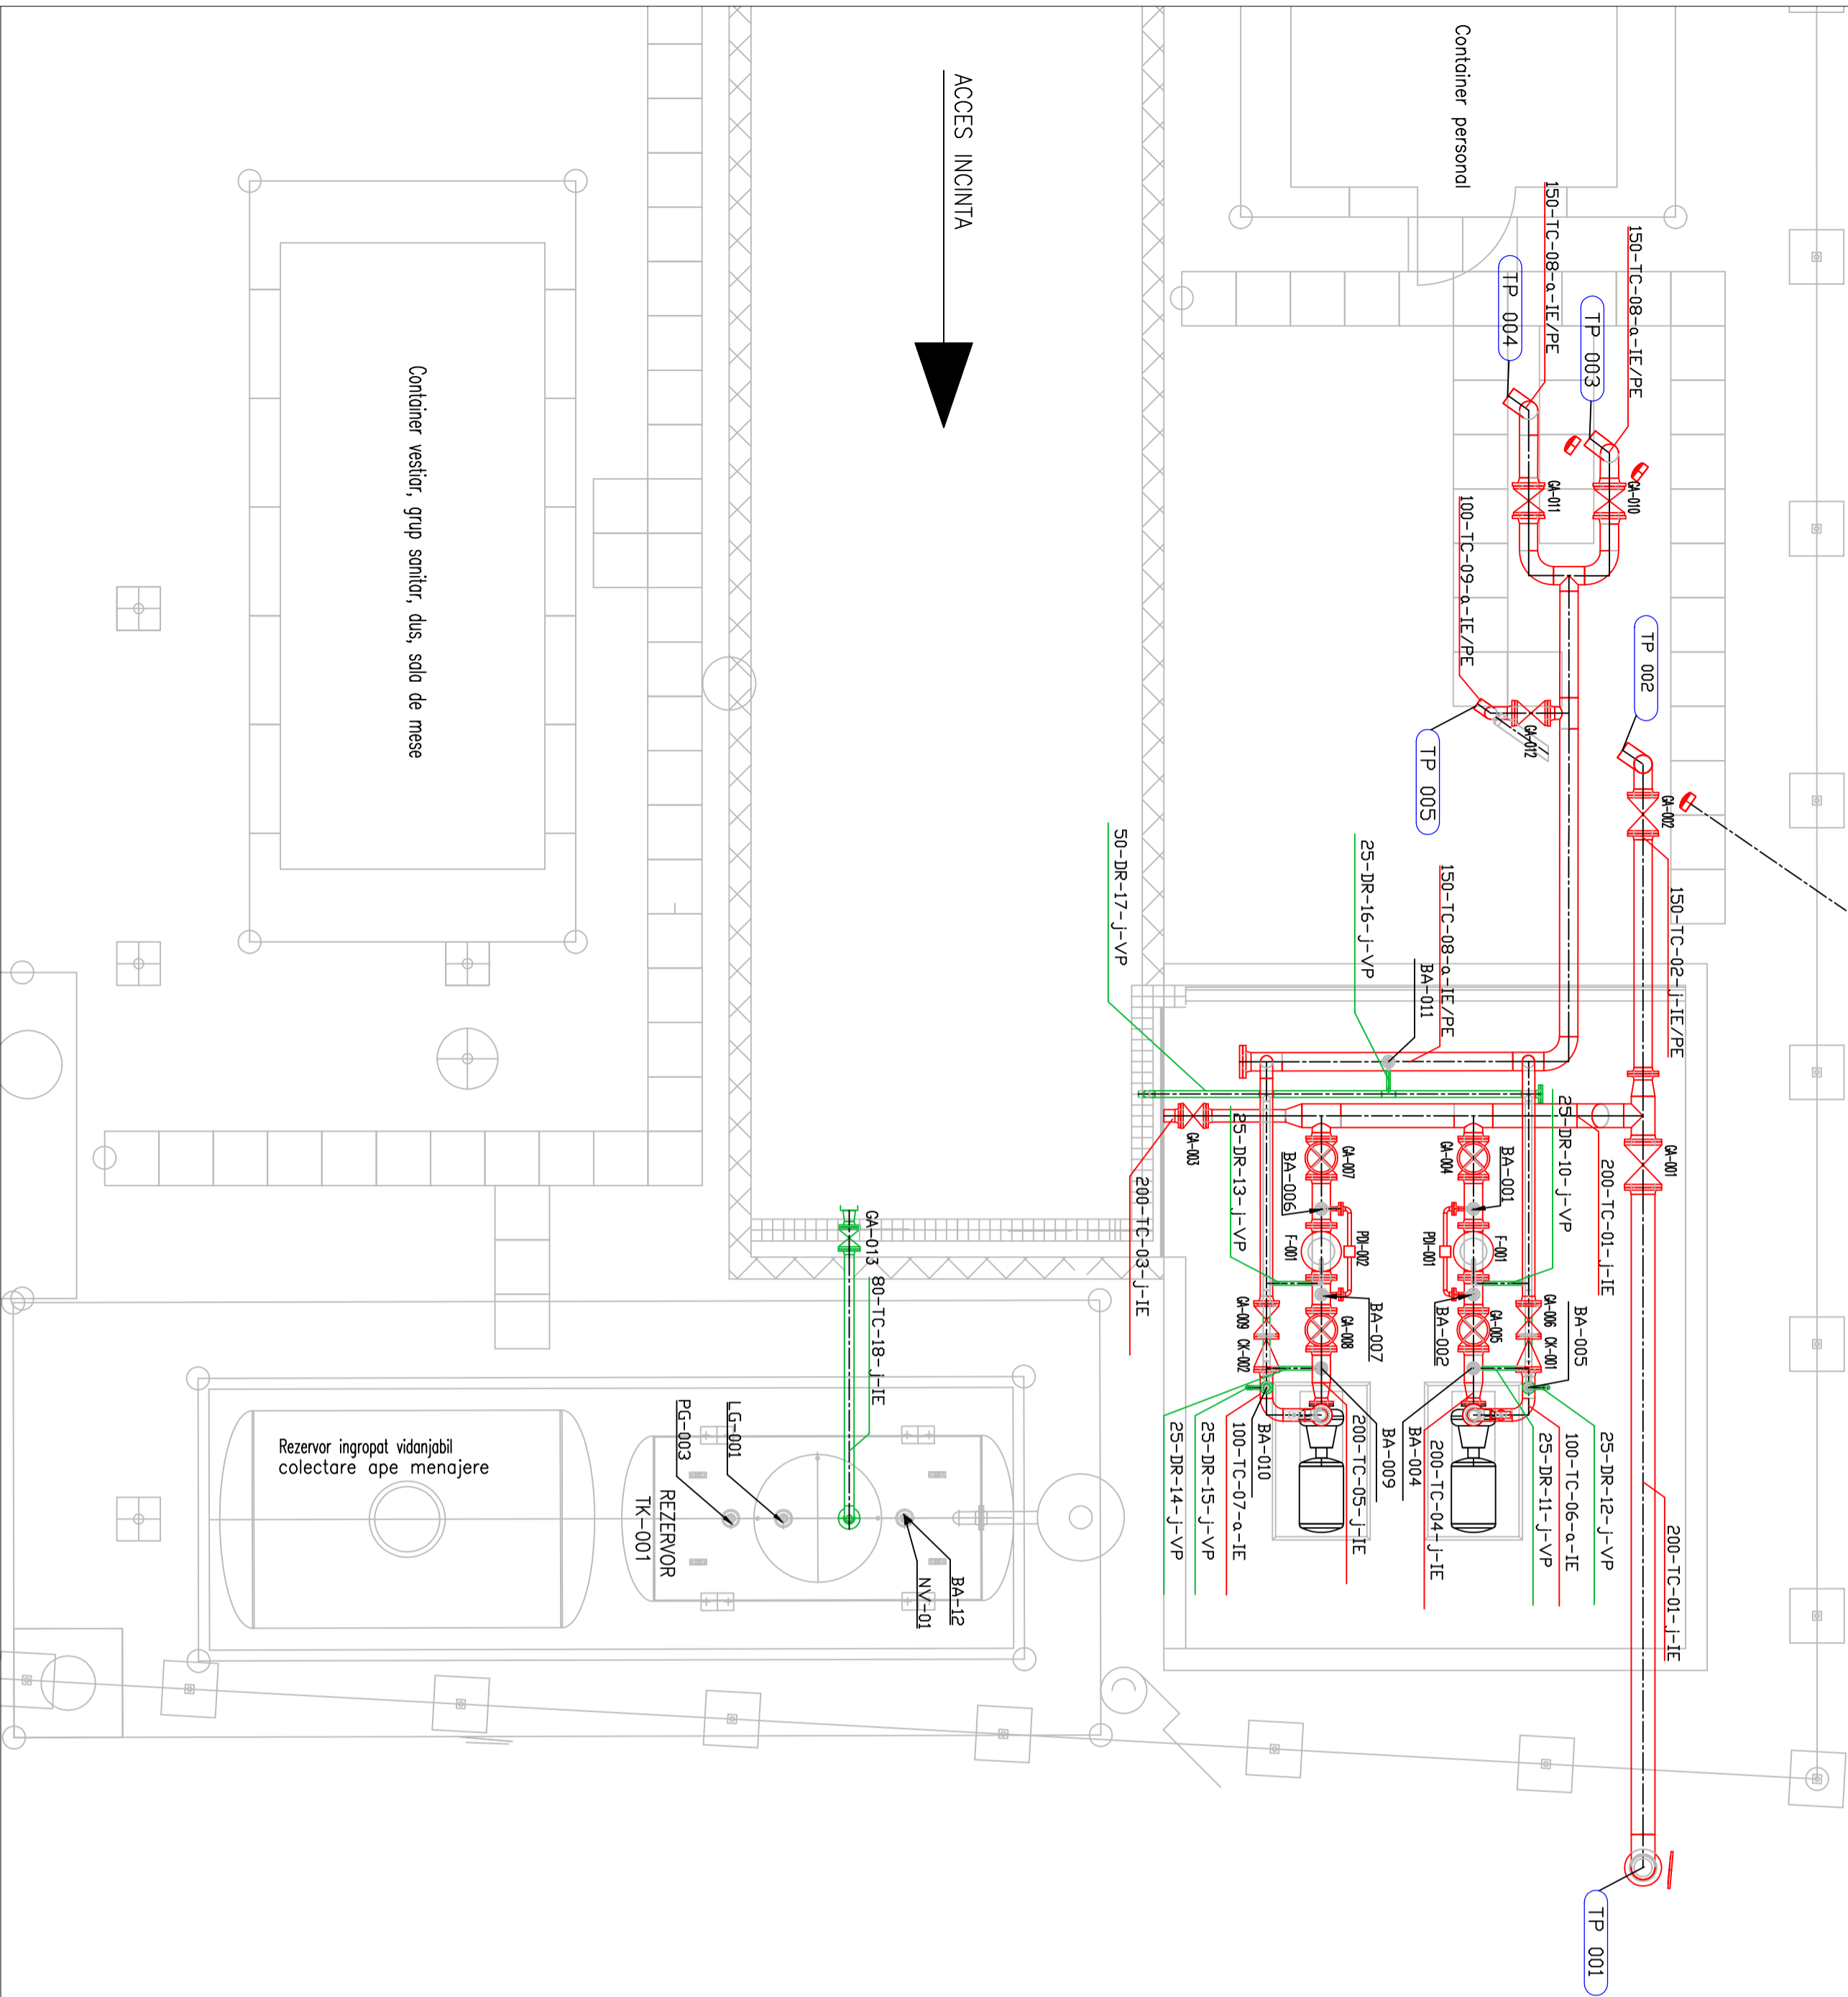 Container personal
150-TC-08-a-IE/PE
150-TC-08-a-IE/PE
TP 004
TP 003
GA-011
GA-010
100-TC-09-a-IE/PE
TP 002
GA-012
TP 005
GA-002
150-TC-02-j-IE/PE
ACCES INCINTA
Container vestiar, grup sanitar, dus, sala de mese
50-DR-17-j-VP
25-DR-16-j-VP
150-TC-08-a-IE/PE
BA-011
25-DR-10-j-VP
200-TC-01-j-IE
GA-001
GA-003
200-TC-03-j-IE
25-DR-13-j-VP
BA-006
GA-007
GA-004
BA-001
F-001
PDI-002
PDI-001
F-001
GA-009
CK-002
GA-008
BA-007
BA-002
GA-005
GA-006
CK-001
BA-005
25-DR-14-j-VP
25-DR-15-j-VP
100-TC-07-a-IE
BA-010
200-TC-05-j-IE
BA-009
BA-004
200-TC-04-j-IE
25-DR-11-j-VP
100-TC-06-a-IE
25-DR-12-j-VP
200-TC-01-j-IE
TP 001
GA-013
80-TC-18-j-IE
LG-001
PG-003
REZERVOR
TK-001
BA-12
NV-01
Rezervor ingropat vidanjabil
colectare ape menajere